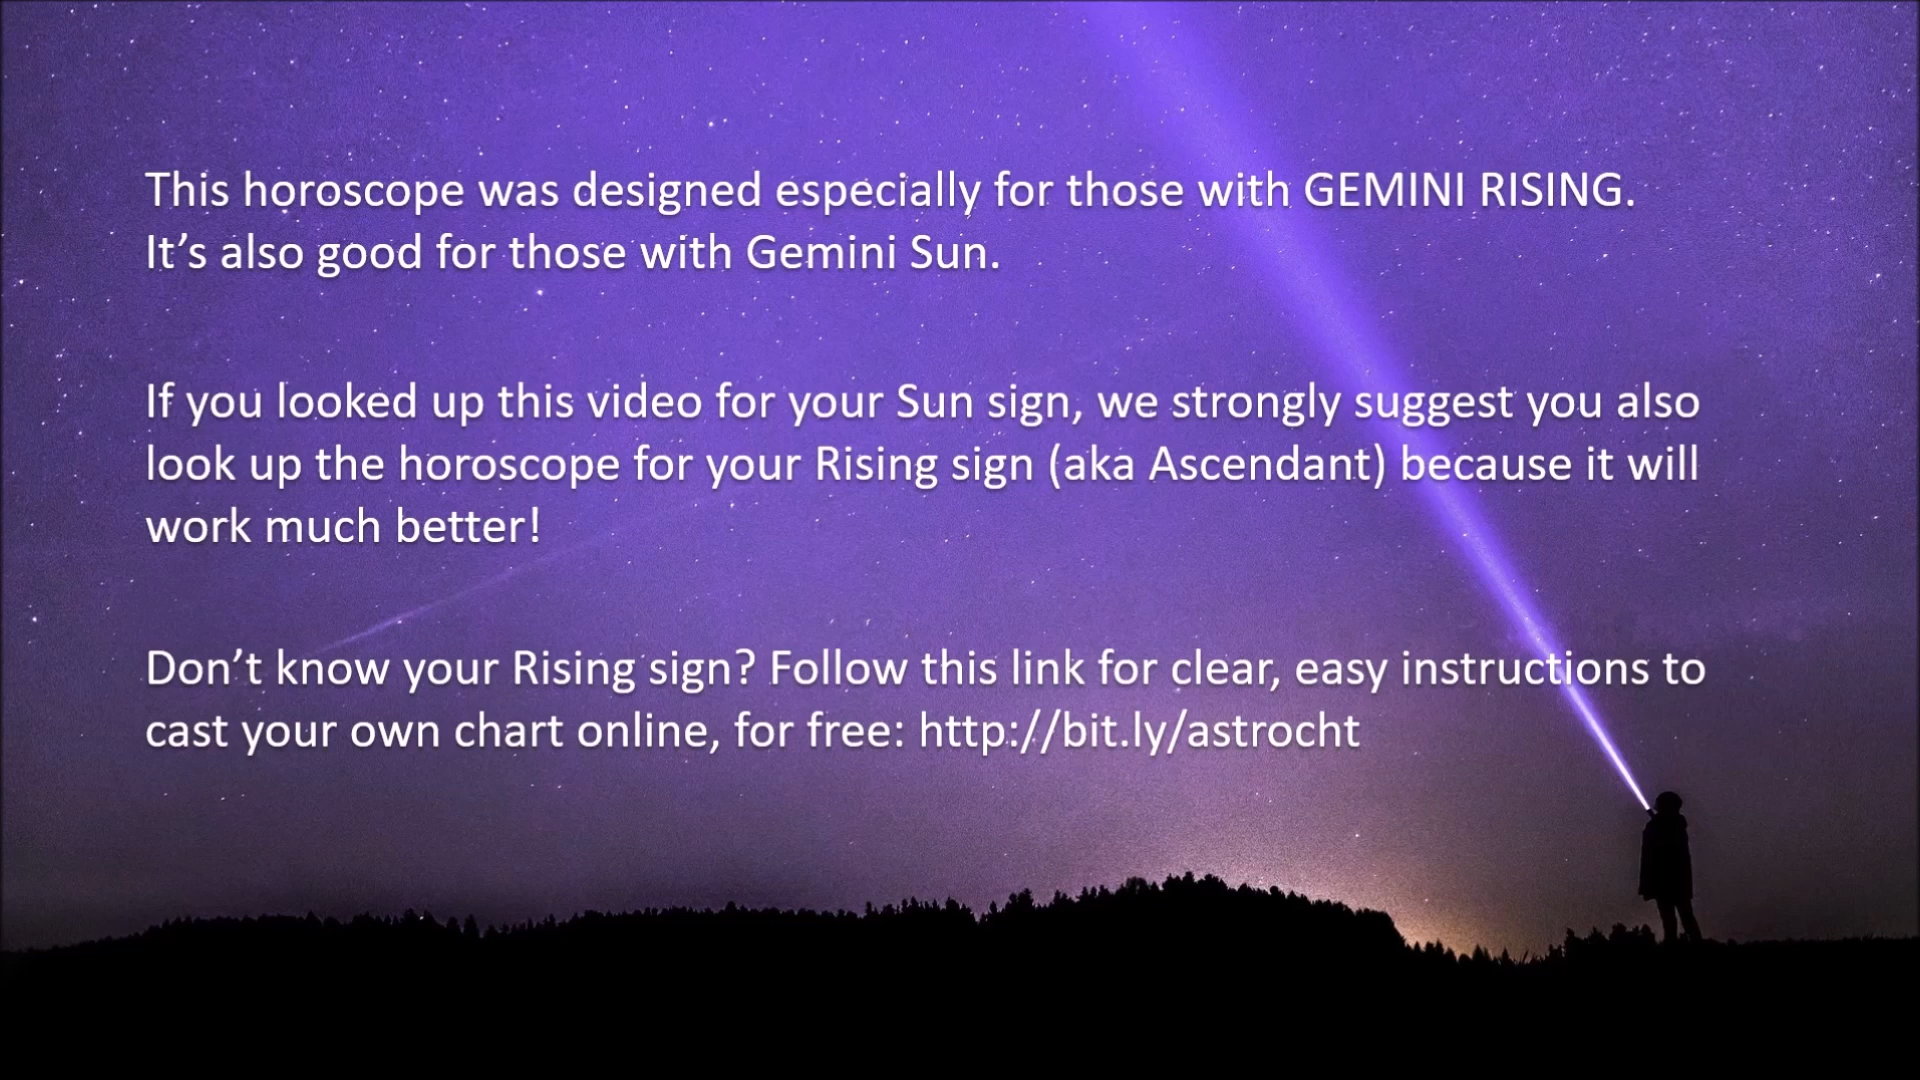 This horoscope was designed especially for those with GEMINI RISING.
It’s also good for those with Gemini Sun.
If you looked up this video for your Sun sign, we strongly suggest you also
look up the horoscope for your Rising sign (aka Ascendant) because it will
work much better!
Don’t know your Rising sign? Follow this link for clear, easy instructions to
cast your own chart online, for free: http://bit.ly/astrocht